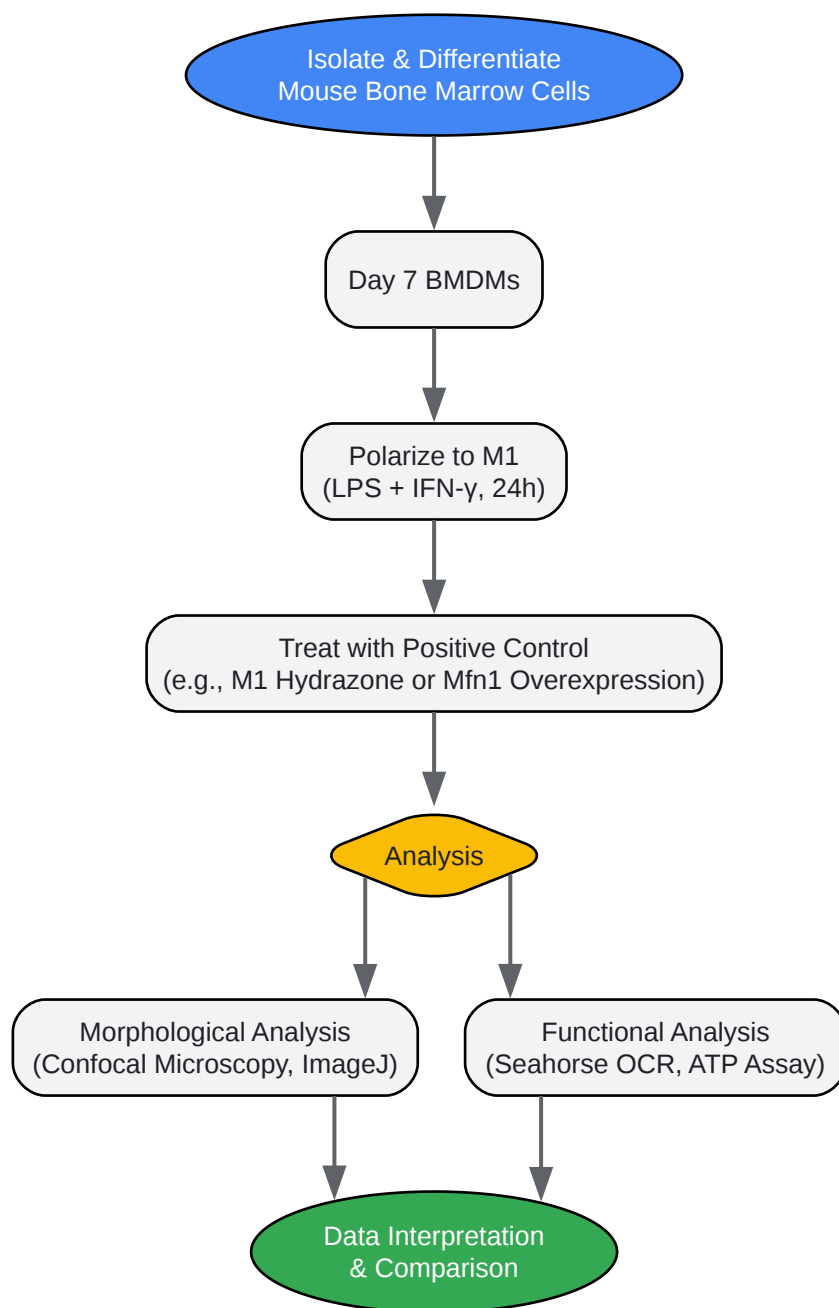 Isolate & Differentiate
Mouse Bone Marrow Cells
Day 7 BMDMs
Polarize to M1
(LPS + IFN-γ, 24h)
Treat with Positive Control
(e.g., M1 Hydrazone or Mfn1 Overexpression)
Analysis
Morphological Analysis
(Confocal Microscopy, ImageJ)
Functional Analysis
(Seahorse OCR, ATP Assay)
Data Interpretation
& Comparison